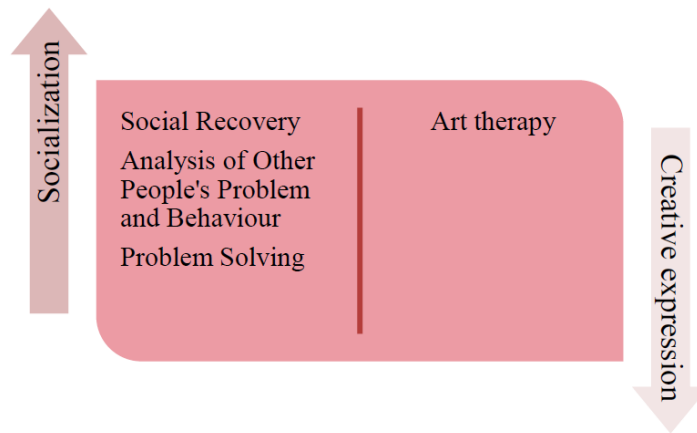 Socialization
Social Recovery
Analysis of Other
People's Problem
and Behaviour
Problem Solving
Art therapy
Creative expression